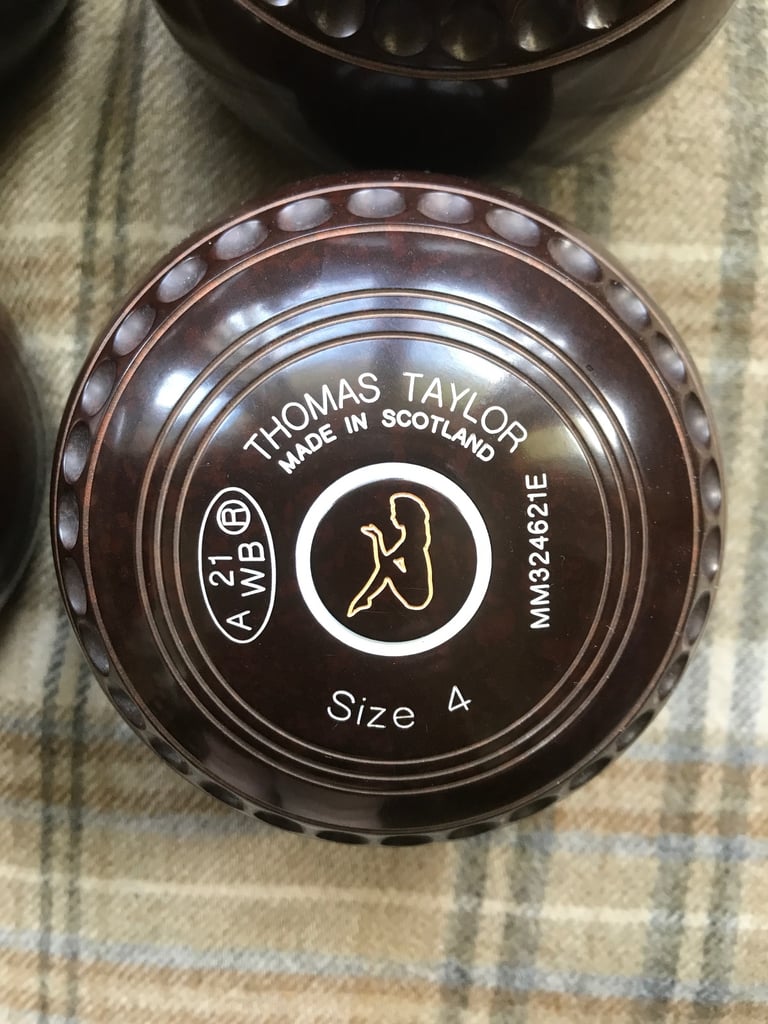 THOMAS TAYLOR
MADE IN SCOTLAND
A 21 R
WB
MM324621E
Size 4